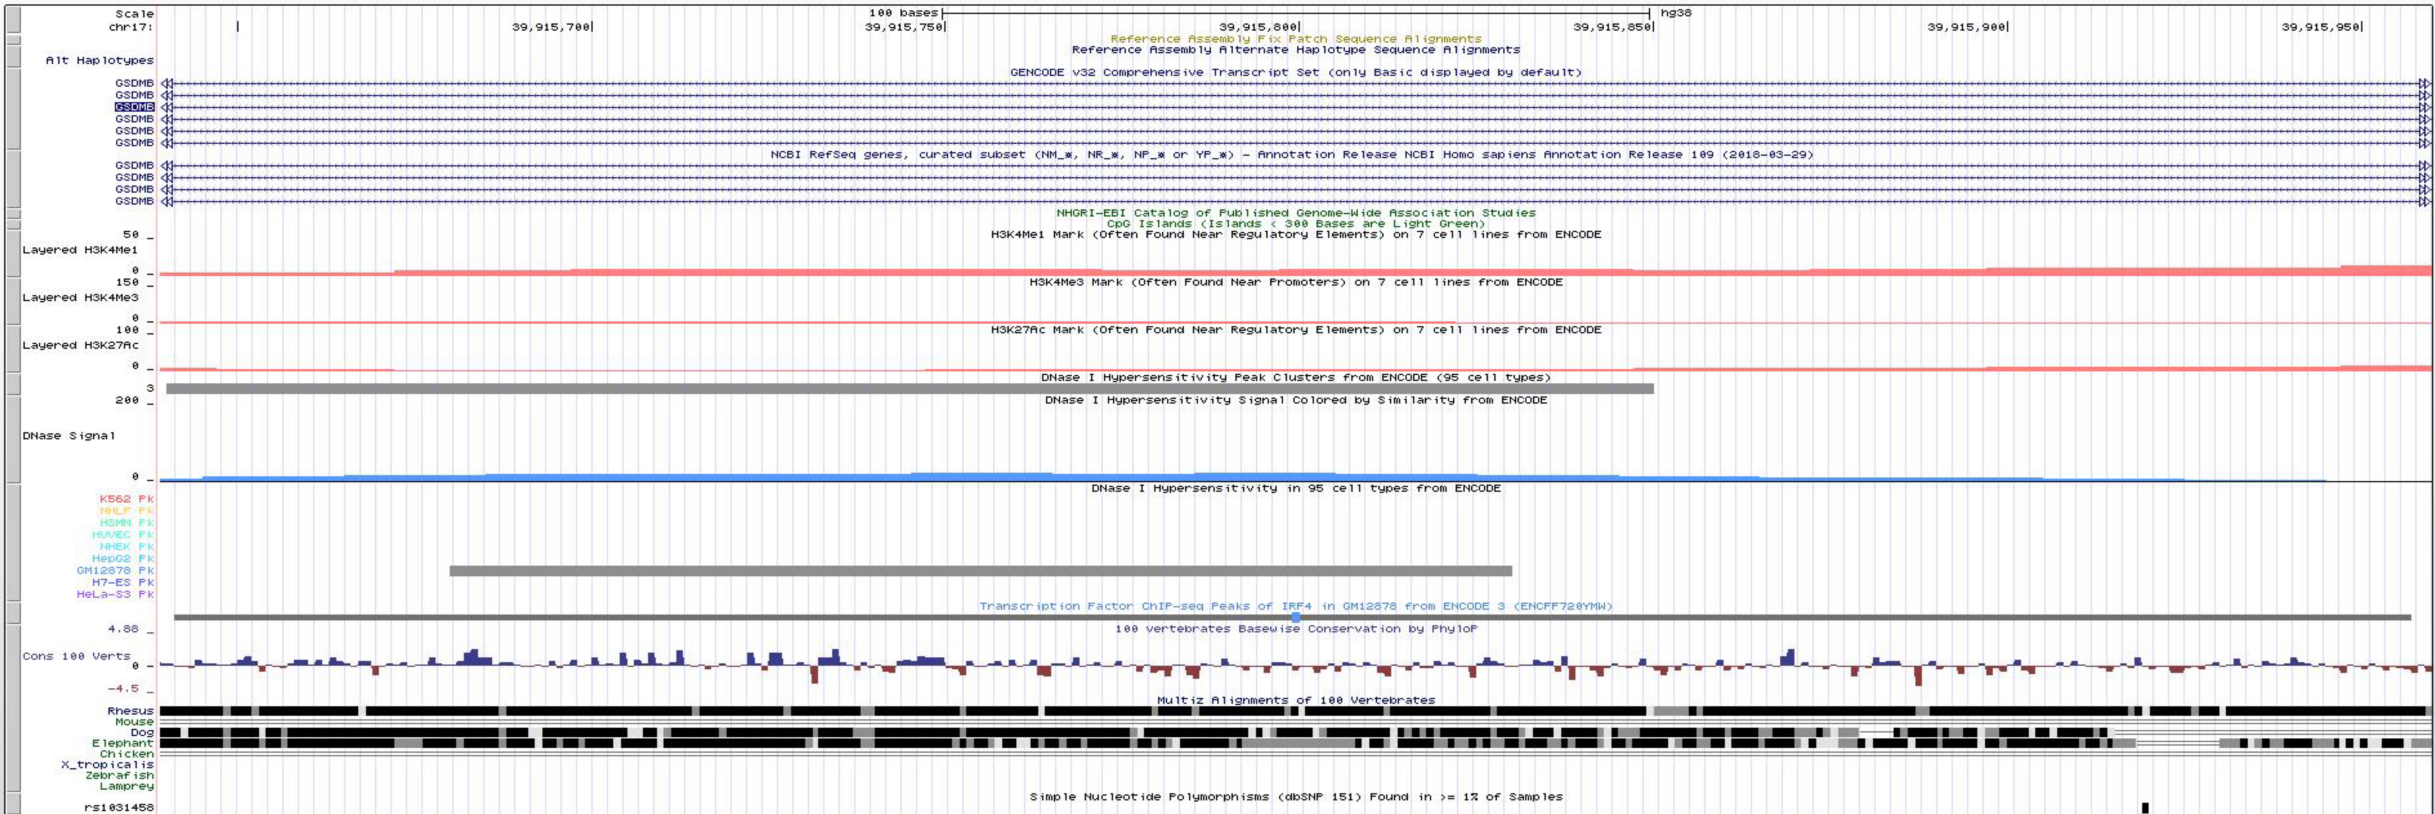 Scale 100 bases hg38
chr17: 39,915,700 39,915,750 39,915,800 39,915,850 39,915,900 39,915,950
Reference Assembly Fix Patch Sequence Alignments
Reference Assembly Alternate Haplotype Sequence Alignments
Alt Haplotypes
GENCODE v32 Comprehensive Transcript Set (only Basic displayed by default)
GSDMB
GSDMB
GSDMB
GSDMB
GSDMB
GSDMB
NCBI RefSeq genes, curated subset (NM_*, NR_*, NP_* or YP_*) - Annotation Release NCBI Homo sapiens Annotation Release 109 (2018-03-29)
GSDMB
GSDMB
GSDMB
GSDMB
NHGRI-EBI Catalog of Published Genome-Wide Association Studies
CpG Islands (Islands < 300 Bases are Light Green)
50
H3K4Me1 Mark (Often Found Near Regulatory Elements) on 7 cell lines from ENCODE
Layered H3K4Me1
0
150
H3K4Me3 Mark (Often Found Near Promoters) on 7 cell lines from ENCODE
Layered H3K4Me3
0
100
H3K27Ac Mark (Often Found Near Regulatory Elements) on 7 cell lines from ENCODE
Layered H3K27Ac
0
DNase I Hypersensitivity Peak Clusters from ENCODE (95 cell types)
3
200
DNase I Hypersensitivity Signal Colored by Similarity from ENCODE
DNase Signal
0
DNase I Hypersensitivity in 95 cell types from ENCODE
K562 Pk
NHLF Pk
HSMM Pk
HUVEC Pk
NHEK Pk
HepG2 Pk
GM12878 Pk
H7-ES Pk
HeLa-S3 Pk
Transcription Factor ChIP-seq Peaks of IRF4 in GM12878 from ENCODE 3 (ENCFF720YMW)
4.88
100 vertebrates Basewise Conservation by PhyloP
Cons 100 Verts
0
-4.5
Multiz Alignments of 100 Vertebrates
Rhesus
Mouse
Dog
Elephant
Chicken
X_tropicalis
Zebrafish
Lamprey
Simple Nucleotide Polymorphisms (dbSNP 151) Found in >= 1% of Samples
rs1031458